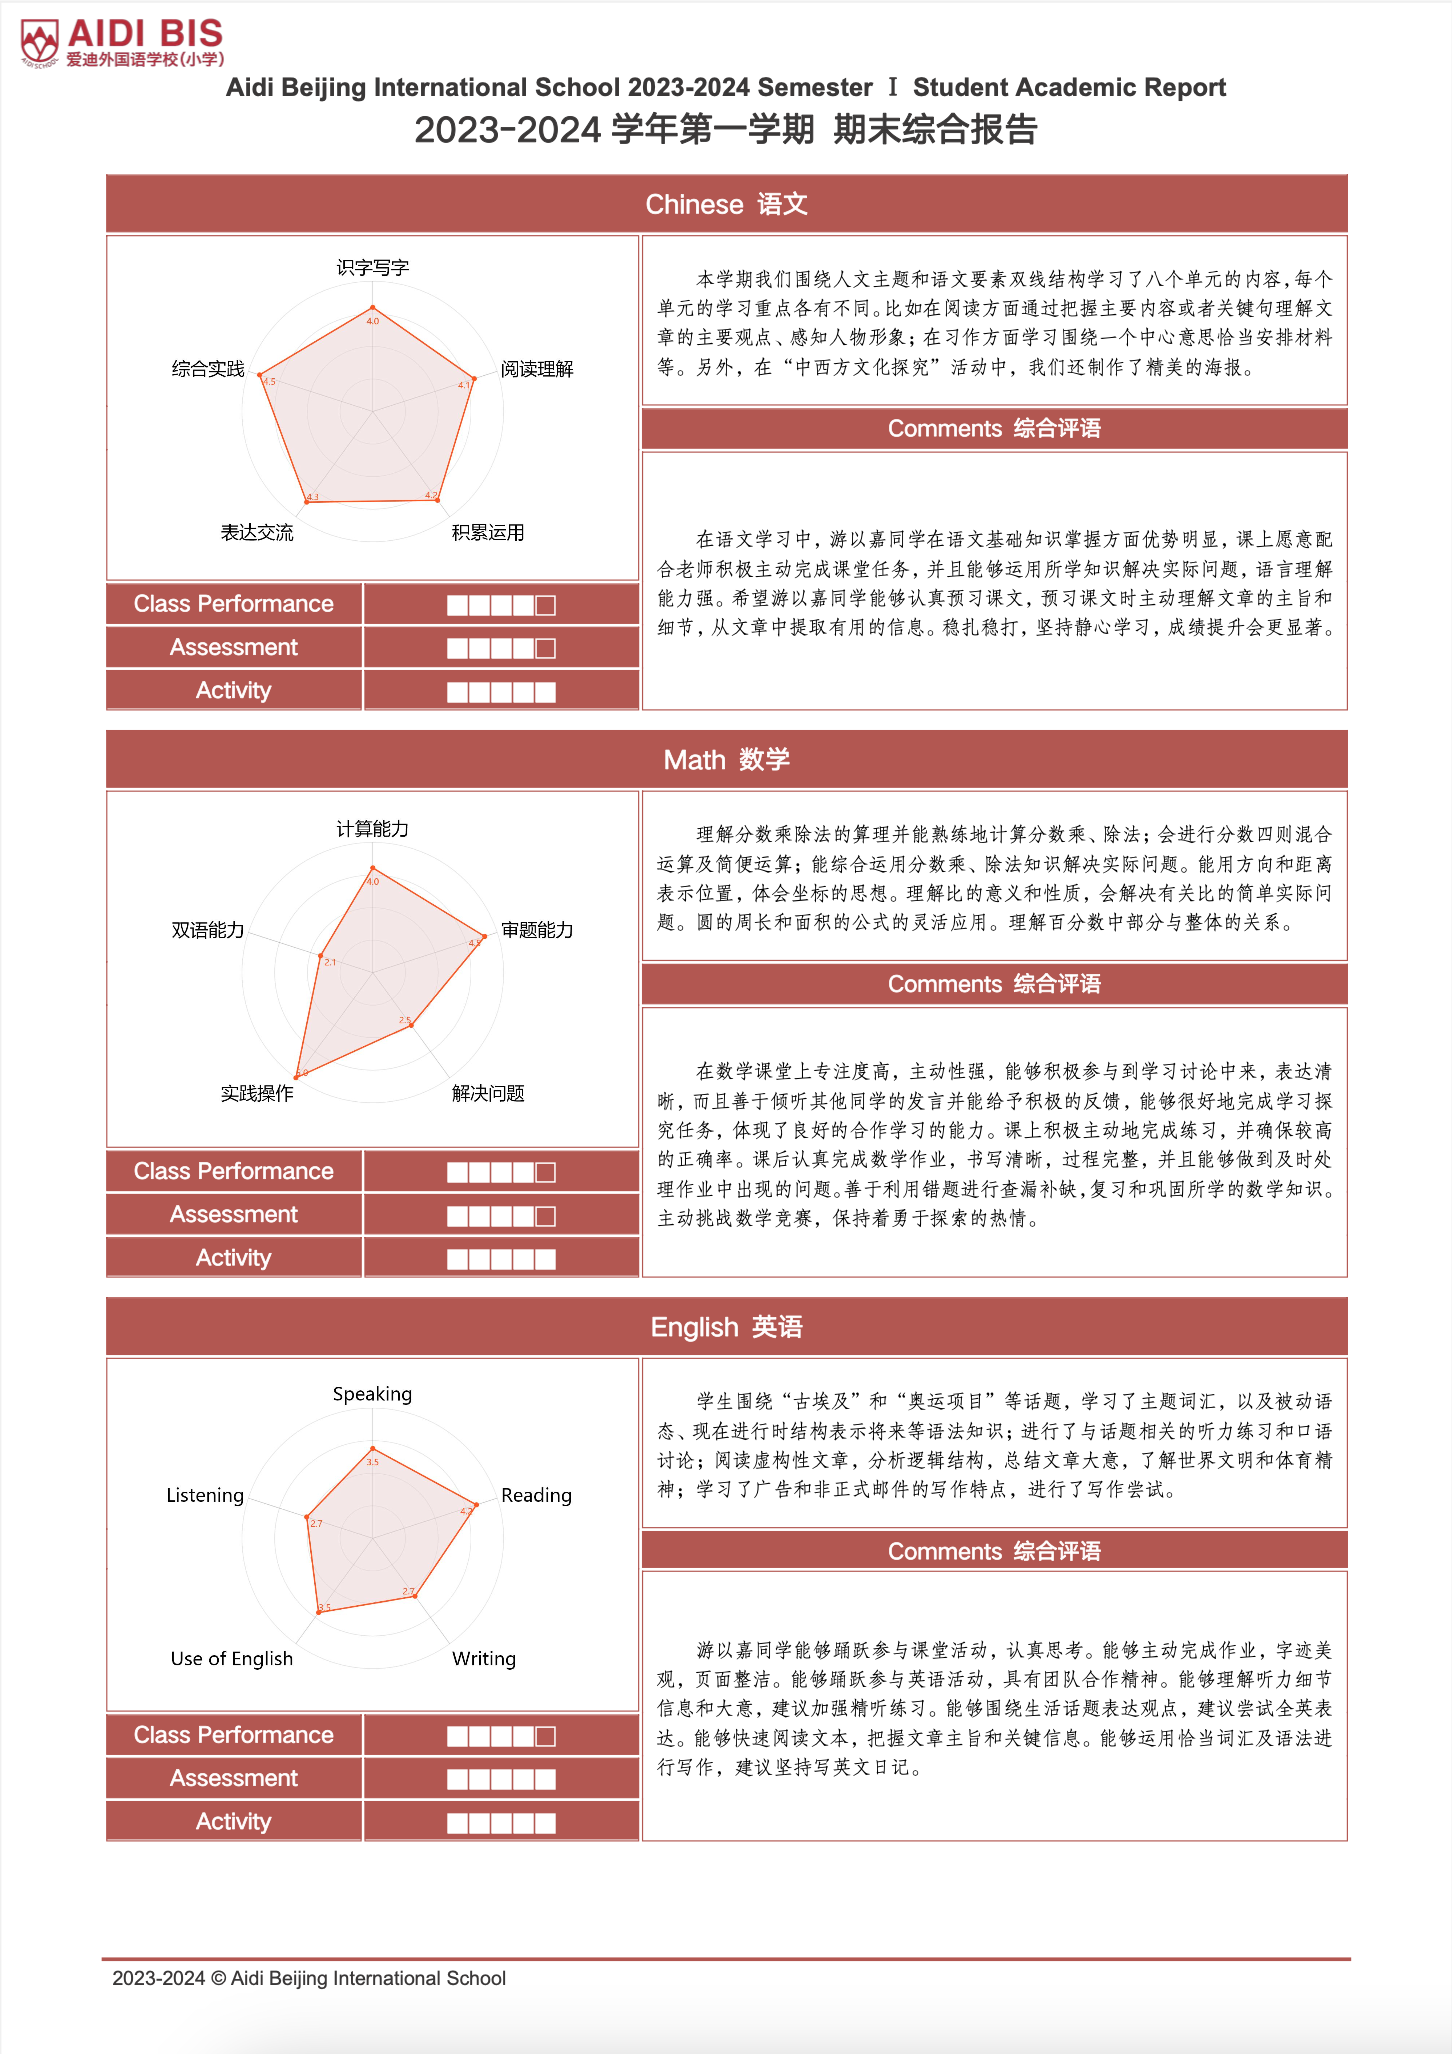 AIDI BIS
爱迪外国语学校(小学)
AIDI SCHOOL
Aidi Beijing International School 2023-2024 Semester Ⅰ Student Academic Report
2023-2024 学年第一学期 期末综合报告
Chinese 语文
识字写字
4.0
综合实践
4.5
阅读理解
4.1
表达交流
4.3
积累运用
4.2
Class Performance
Assessment
Activity
本学期我们围绕人文主题和语文要素双线结构学习了八个单元的内容,每个
单元的学习重点各有不同。比如在阅读方面通过把握主要内容或者关键句理解文
章的主要观点、感知人物形象；在习作方面学习围绕一个中心意思恰当安排材料
等。另外，在“中西方文化探究”活动中，我们还制作了精美的海报。
Comments 综合评语
在语文学习中，游以嘉同学在语文基础知识掌握方面优势明显，课上愿意配
合老师积极主动完成课堂任务，并且能够运用所学知识解决实际问题，语言理解
能力强。希望游以嘉同学能够认真预习课文，预习课文时主动理解文章的主旨和
细节，从文章中提取有用的信息。稳扎稳打，坚持静心学习，成绩提升会更显著。
Math 数学
计算能力
4.0
双语能力
2.1
审题能力
4.5
实践操作
5.0
解决问题
2.5
Class Performance
Assessment
Activity
理解分数乘除法的算理并能熟练地计算分数乘、除法；会进行分数四则混合
运算及简便运算；能综合运用分数乘、除法知识解决实际问题。能用方向和距离
表示位置，体会坐标的思想。理解比的意义和性质，会解决有关比的简单实际问
题。圆的周长和面积的公式的灵活应用。理解百分数中部分与整体的关系。
Comments 综合评语
在数学课堂上专注度高，主动性强，能够积极参与到学习讨论中来，表达清
晰，而且善于倾听其他同学的发言并能给予积极的反馈，能够很好地完成学习探
究任务，体现了良好的合作学习的能力。课上积极主动地完成练习，并确保较高
的正确率。课后认真完成数学作业，书写清晰，过程完整，并且能够做到及时处
理作业中出现的问题。善于利用错题进行查漏补缺,复习和巩固所学的数学知识。
主动挑战数学竞赛，保持着勇于探索的热情。
English 英语
Speaking
3.5
Listening
2.7
Reading
4.2
Use of English
3.5
Writing
2.7
Class Performance
Assessment
Activity
学生围绕“古埃及”和“奥运项目”等话题，学习了主题词汇，以及被动语
态、现在进行时结构表示将来等语法知识；进行了与话题相关的听力练习和口语
讨论；阅读虚构性文章，分析逻辑结构，总结文章大意，了解世界文明和体育精
神；学习了广告和非正式邮件的写作特点，进行了写作尝试。
Comments 综合评语
游以嘉同学能够踊跃参与课堂活动，认真思考。能够主动完成作业，字迹美
观，页面整洁。能够踊跃参与英语活动，具有团队合作精神。能够理解听力细节
信息和大意，建议加强精听练习。能够围绕生活话题表达观点，建议尝试全英表
达。能够快速阅读文本，把握文章主旨和关键信息。能够运用恰当词汇及语法进
行写作，建议坚持写英文日记。
2023-2024 © Aidi Beijing International School